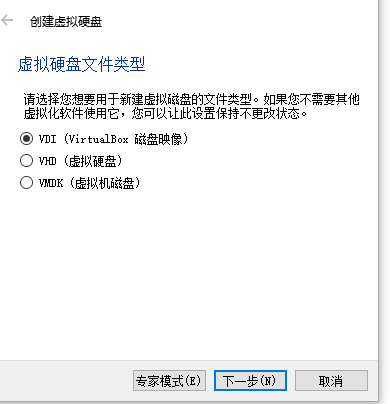 创建虚拟硬盘
虚拟硬盘文件类型
请选择您想要用于新建虚拟磁盘的文件类型。如果您不需要其他
虚拟化软件使用它，您可以让此设置保持不更改状态。
VDI (VirtualBox 磁盘映像)
VHD (虚拟硬盘)
VMDK (虚拟机磁盘)
专家模式(E) 下一步(N) 取消